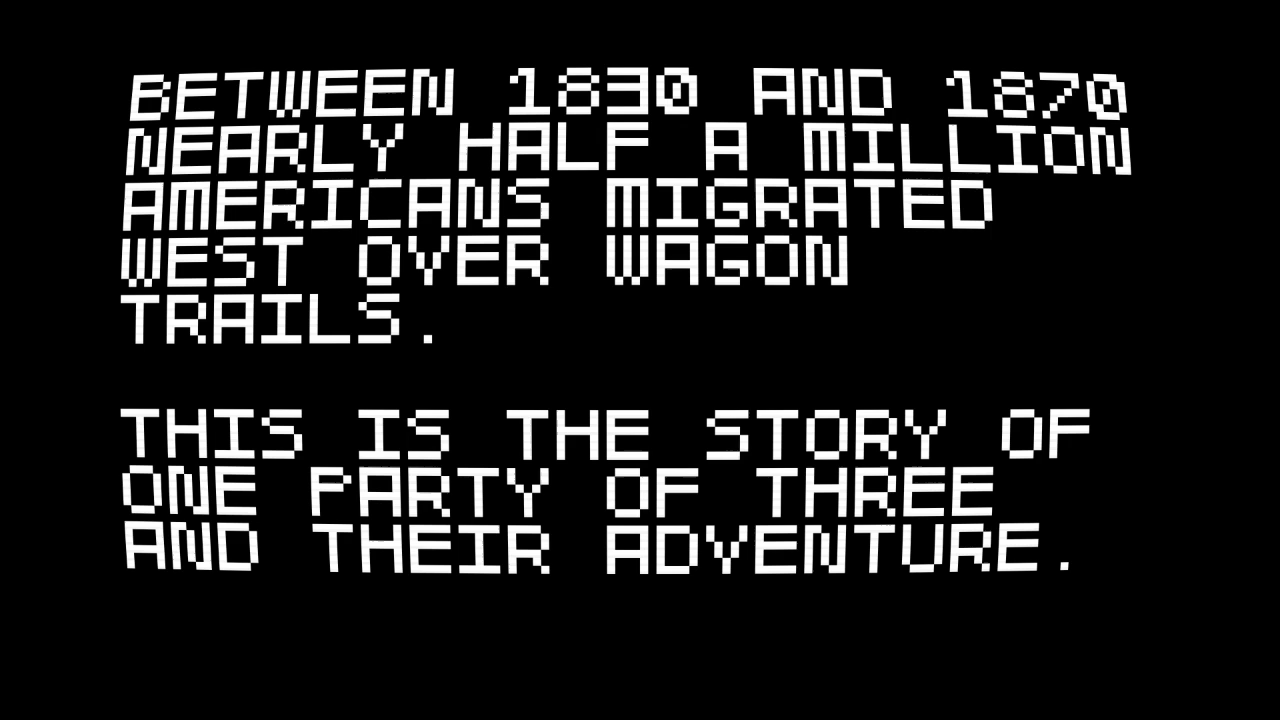 BETWEEN 1830 AND 1870
NEARLY HALF A MILLION
AMERICANS MIGRATED
WEST OVER WAGON
TRAILS.
THIS IS THE STORY OF
ONE PARTY OF THREE
AND THEIR ADVENTURE.